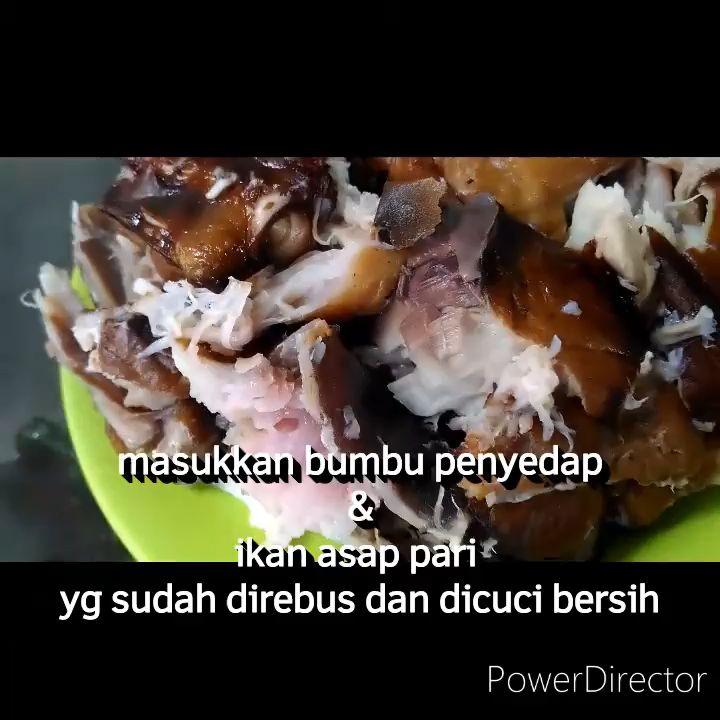 masukkan bumbu penyedap
&
ikan asap pari
yg sudah direbus dan dicuci bersih
PowerDirector